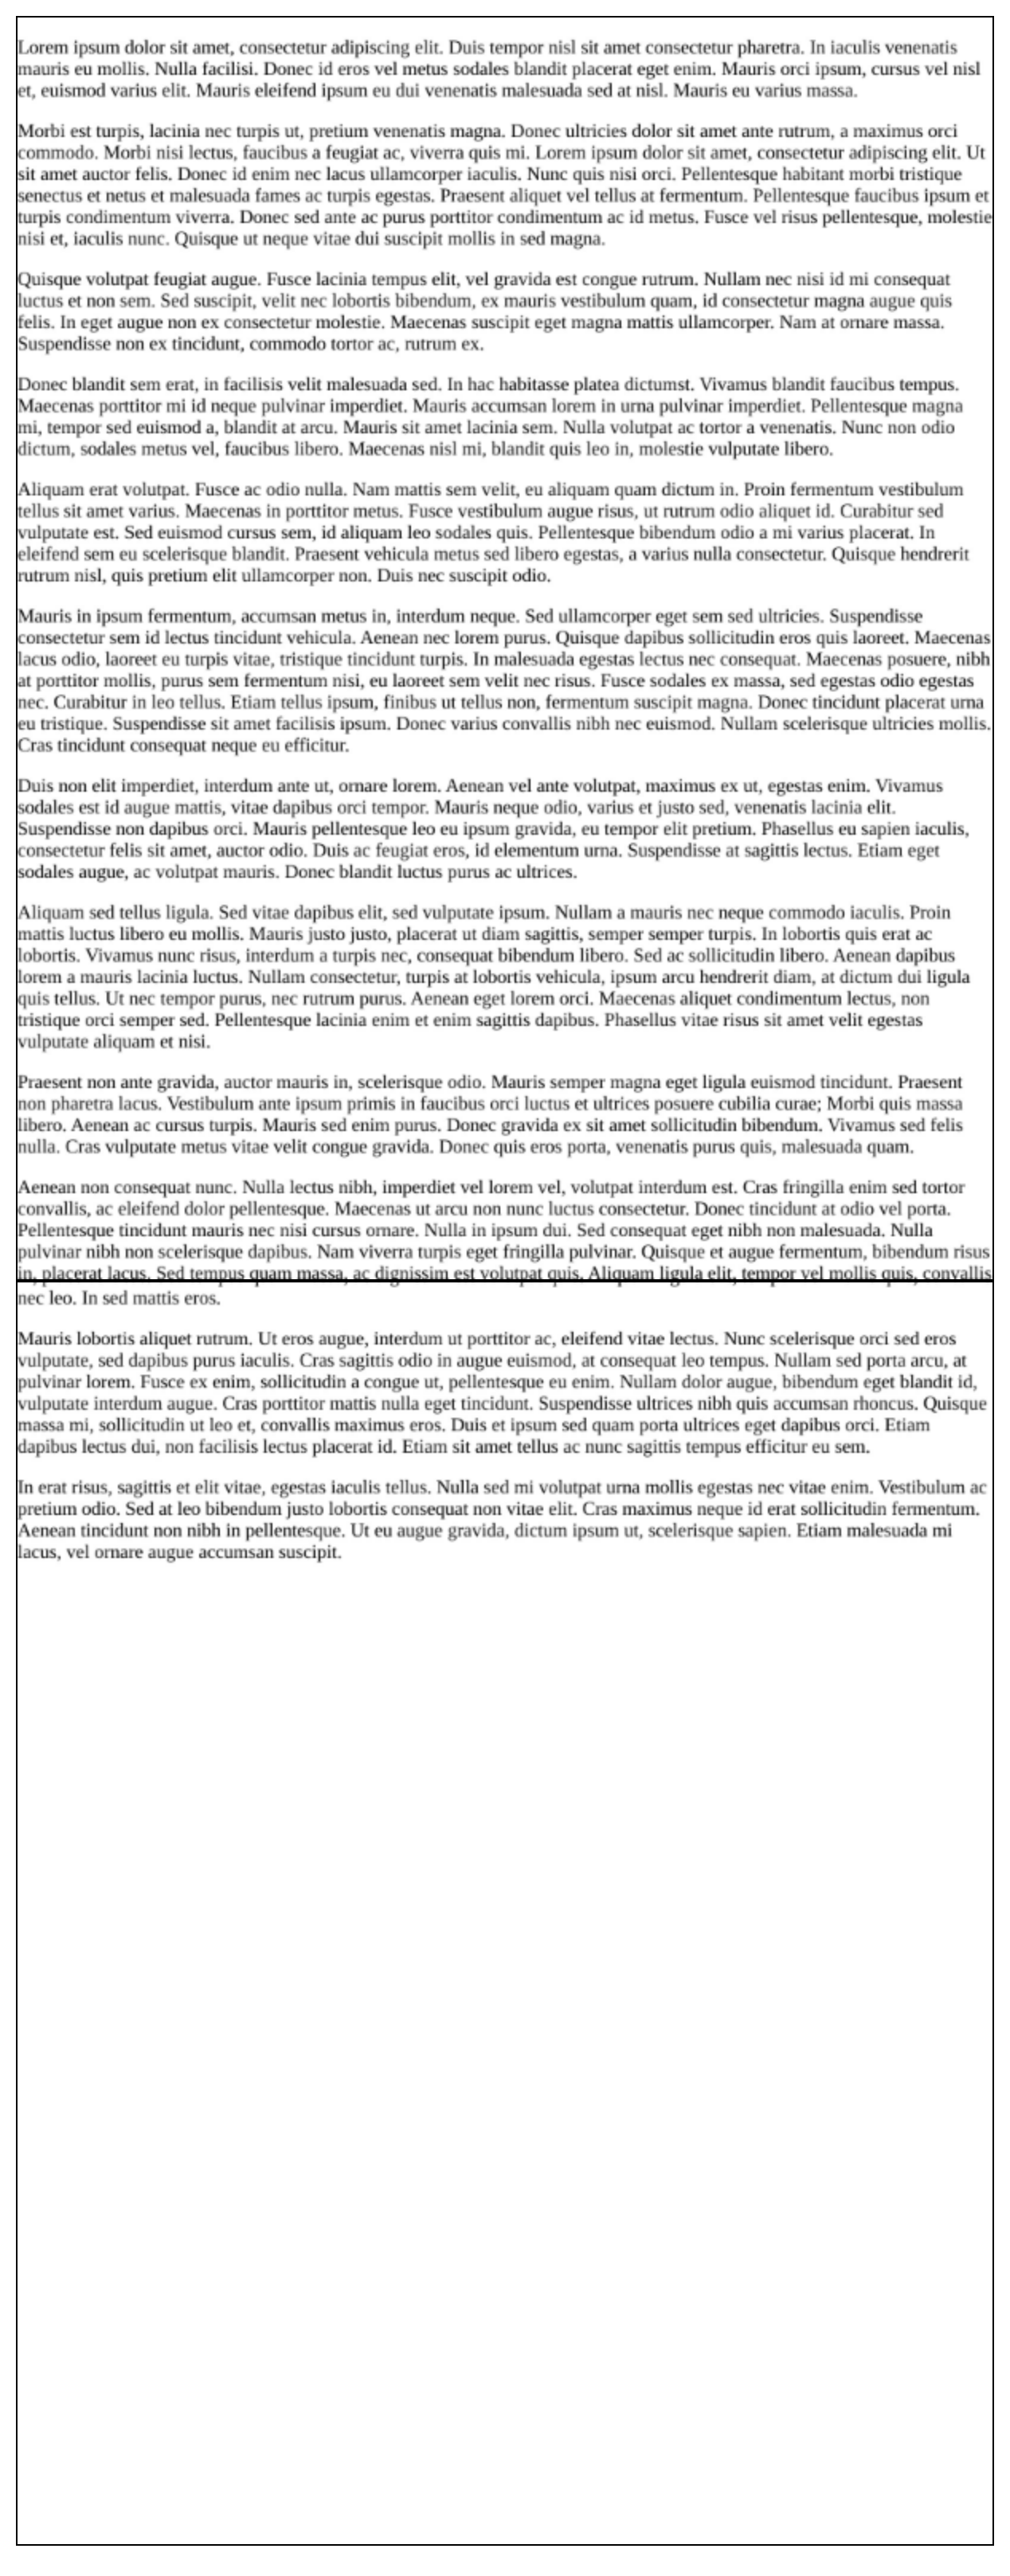 Lorem ipsum dolor sit amet, consectetur adipiscing elit. Duis tempor nisl sit amet consectetur pharetra. In iaculis venenatis
mauris eu mollis. Nulla facilisi. Donec id eros vel metus sodales blandit placerat eget enim. Mauris orci ipsum, cursus vel nisl
et, euismod varius elit. Mauris eleifend ipsum eu dui venenatis malesuada sed at nisl. Mauris eu varius massa.
Morbi est turpis, lacinia nec turpis ut, pretium venenatis magna. Donec ultricies dolor sit amet ante rutrum, a maximus orci
commodo. Morbi nisi lectus, faucibus a feugiat ac, viverra quis mi. Lorem ipsum dolor sit amet, consectetur adipiscing elit. Ut
sit amet auctor felis. Donec id enim nec lacus ullamcorper iaculis. Nunc quis nisi orci. Pellentesque habitant morbi tristique
senectus et netus et malesuada fames ac turpis egestas. Praesent aliquet vel tellus at fermentum. Pellentesque faucibus ipsum et
turpis condimentum viverra. Donec sed ante ac purus porttitor condimentum ac id metus. Fusce vel risus pellentesque, molestie
nisi et, iaculis nunc. Quisque ut neque vitae dui suscipit mollis in sed magna.
Quisque volutpat feugiat augue. Fusce lacinia tempus elit, vel gravida est congue rutrum. Nullam nec nisi id mi consequat
luctus et non sem. Sed suscipit, velit nec lobortis bibendum, ex mauris vestibulum quam, id consectetur magna augue quis
felis. In eget augue non ex consectetur molestie. Maecenas suscipit eget magna mattis ullamcorper. Nam at ornare massa.
Suspendisse non ex tincidunt, commodo tortor ac, rutrum ex.
Donec blandit sem erat, in facilisis velit malesuada sed. In hac habitasse platea dictumst. Vivamus blandit faucibus tempus.
Maecenas porttitor mi id neque pulvinar imperdiet. Mauris accumsan lorem in urna pulvinar imperdiet. Pellentesque magna
mi, tempor sed euismod a, blandit at arcu. Mauris sit amet lacinia sem. Nulla volutpat ac tortor a venenatis. Nunc non odio
dictum, sodales metus vel, faucibus libero. Maecenas nisl mi, blandit quis leo in, molestie vulputate libero.
Aliquam erat volutpat. Fusce ac odio nulla. Nam mattis sem velit, eu aliquam quam dictum in. Proin fermentum vestibulum
tellus sit amet varius. Maecenas in porttitor metus. Fusce vestibulum augue risus, ut rutrum odio aliquet id. Curabitur sed
vulputate est. Sed euismod cursus sem, id aliquam leo sodales quis. Pellentesque bibendum odio a mi varius placerat. In
eleifend sem eu scelerisque blandit. Praesent vehicula metus sed libero egestas, a varius nulla consectetur. Quisque hendrerit
rutrum nisl, quis pretium elit ullamcorper non. Duis nec suscipit odio.
Mauris in ipsum fermentum, accumsan metus in, interdum neque. Sed ullamcorper eget sem sed ultricies. Suspendisse
consectetur sem id lectus tincidunt vehicula. Aenean nec lorem purus. Quisque dapibus sollicitudin eros quis laoreet. Maecenas
lacus odio, laoreet eu turpis vitae, tristique tincidunt turpis. In malesuada egestas lectus nec consequat. Maecenas posuere, nibh
at porttitor mollis, purus sem fermentum nisi, eu laoreet sem velit nec risus. Fusce sodales ex massa, sed egestas odio egestas
nec. Curabitur in leo tellus. Etiam tellus ipsum, finibus ut tellus non, fermentum suscipit magna. Donec tincidunt placerat urna
eu tristique. Suspendisse sit amet facilisis ipsum. Donec varius convallis nibh nec euismod. Nullam scelerisque ultricies mollis.
Cras tincidunt consequat neque eu efficitur.
Duis non elit imperdiet, interdum ante ut, ornare lorem. Aenean vel ante volutpat, maximus ex ut, egestas enim. Vivamus
sodales est id augue mattis, vitae dapibus orci tempor. Mauris neque odio, varius et justo sed, venenatis lacinia elit.
Suspendisse non dapibus orci. Mauris pellentesque leo eu ipsum gravida, eu tempor elit pretium. Phasellus eu sapien iaculis,
consectetur felis sit amet, auctor odio. Duis ac feugiat eros, id elementum urna. Suspendisse at sagittis lectus. Etiam eget
sodales augue, ac volutpat mauris. Donec blandit luctus purus ac ultrices.
Aliquam sed tellus ligula. Sed vitae dapibus elit, sed vulputate ipsum. Nullam a mauris nec neque commodo iaculis. Proin
mattis luctus libero eu mollis. Mauris justo justo, placerat ut diam sagittis, semper semper turpis. In lobortis quis erat ac
lobortis. Vivamus nunc risus, interdum a turpis nec, consequat bibendum libero. Sed ac sollicitudin libero. Aenean dapibus
lorem a mauris lacinia luctus. Nullam consectetur, turpis at lobortis vehicula, ipsum arcu hendrerit diam, at dictum dui ligula
quis tellus. Ut nec tempor purus, nec rutrum purus. Aenean eget lorem orci. Maecenas aliquet condimentum lectus, non
tristique orci semper sed. Pellentesque lacinia enim et enim sagittis dapibus. Phasellus vitae risus sit amet velit egestas
vulputate aliquam et nisi.
Praesent non ante gravida, auctor mauris in, scelerisque odio. Mauris semper magna eget ligula euismod tincidunt. Praesent
non pharetra lacus. Vestibulum ante ipsum primis in faucibus orci luctus et ultrices posuere cubilia curae; Morbi quis massa
libero. Aenean ac cursus turpis. Mauris sed enim purus. Donec gravida ex sit amet sollicitudin bibendum. Vivamus sed felis
nulla. Cras vulputate metus vitae velit congue gravida. Donec quis eros porta, venenatis purus quis, malesuada quam.
Aenean non consequat nunc. Nulla lectus nibh, imperdiet vel lorem vel, volutpat interdum est. Cras fringilla enim sed tortor
convallis, ac eleifend dolor pellentesque. Maecenas ut arcu non nunc luctus consectetur. Donec tincidunt at odio vel porta.
Pellentesque tincidunt mauris nec nisi cursus ornare. Nulla in ipsum dui. Sed consequat eget nibh non malesuada. Nulla
pulvinar nibh non scelerisque dapibus. Nam viverra turpis eget fringilla pulvinar. Quisque et augue fermentum, bibendum risus
in, placerat lacus. Sed tempus quam massa, ac dignissim est volutpat quis. Aliquam ligula elit, tempor vel mollis quis, convallis
nec leo. In sed mattis eros.
Mauris lobortis aliquet rutrum. Ut eros augue, interdum ut porttitor ac, eleifend vitae lectus. Nunc scelerisque orci sed eros
vulputate, sed dapibus purus iaculis. Cras sagittis odio in augue euismod, at consequat leo tempus. Nullam sed porta arcu, at
pulvinar lorem. Fusce ex enim, sollicitudin a congue ut, pellentesque eu enim. Nullam dolor augue, bibendum eget blandit id,
vulputate interdum augue. Cras porttitor mattis nulla eget tincidunt. Suspendisse ultrices nibh quis accumsan rhoncus. Quisque
massa mi, sollicitudin ut leo et, convallis maximus eros. Duis et ipsum sed quam porta ultrices eget dapibus orci. Etiam
dapibus lectus dui, non facilisis lectus placerat id. Etiam sit amet tellus ac nunc sagittis tempus efficitur eu sem.
In erat risus, sagittis et elit vitae, egestas iaculis tellus. Nulla sed mi volutpat urna mollis egestas nec vitae enim. Vestibulum ac
pretium odio. Sed at leo bibendum justo lobortis consequat non vitae elit. Cras maximus neque id erat sollicitudin fermentum.
Aenean tincidunt non nibh in pellentesque. Ut eu augue gravida, dictum ipsum ut, scelerisque sapien. Etiam malesuada mi
lacus, vel ornare augue accumsan suscipit.